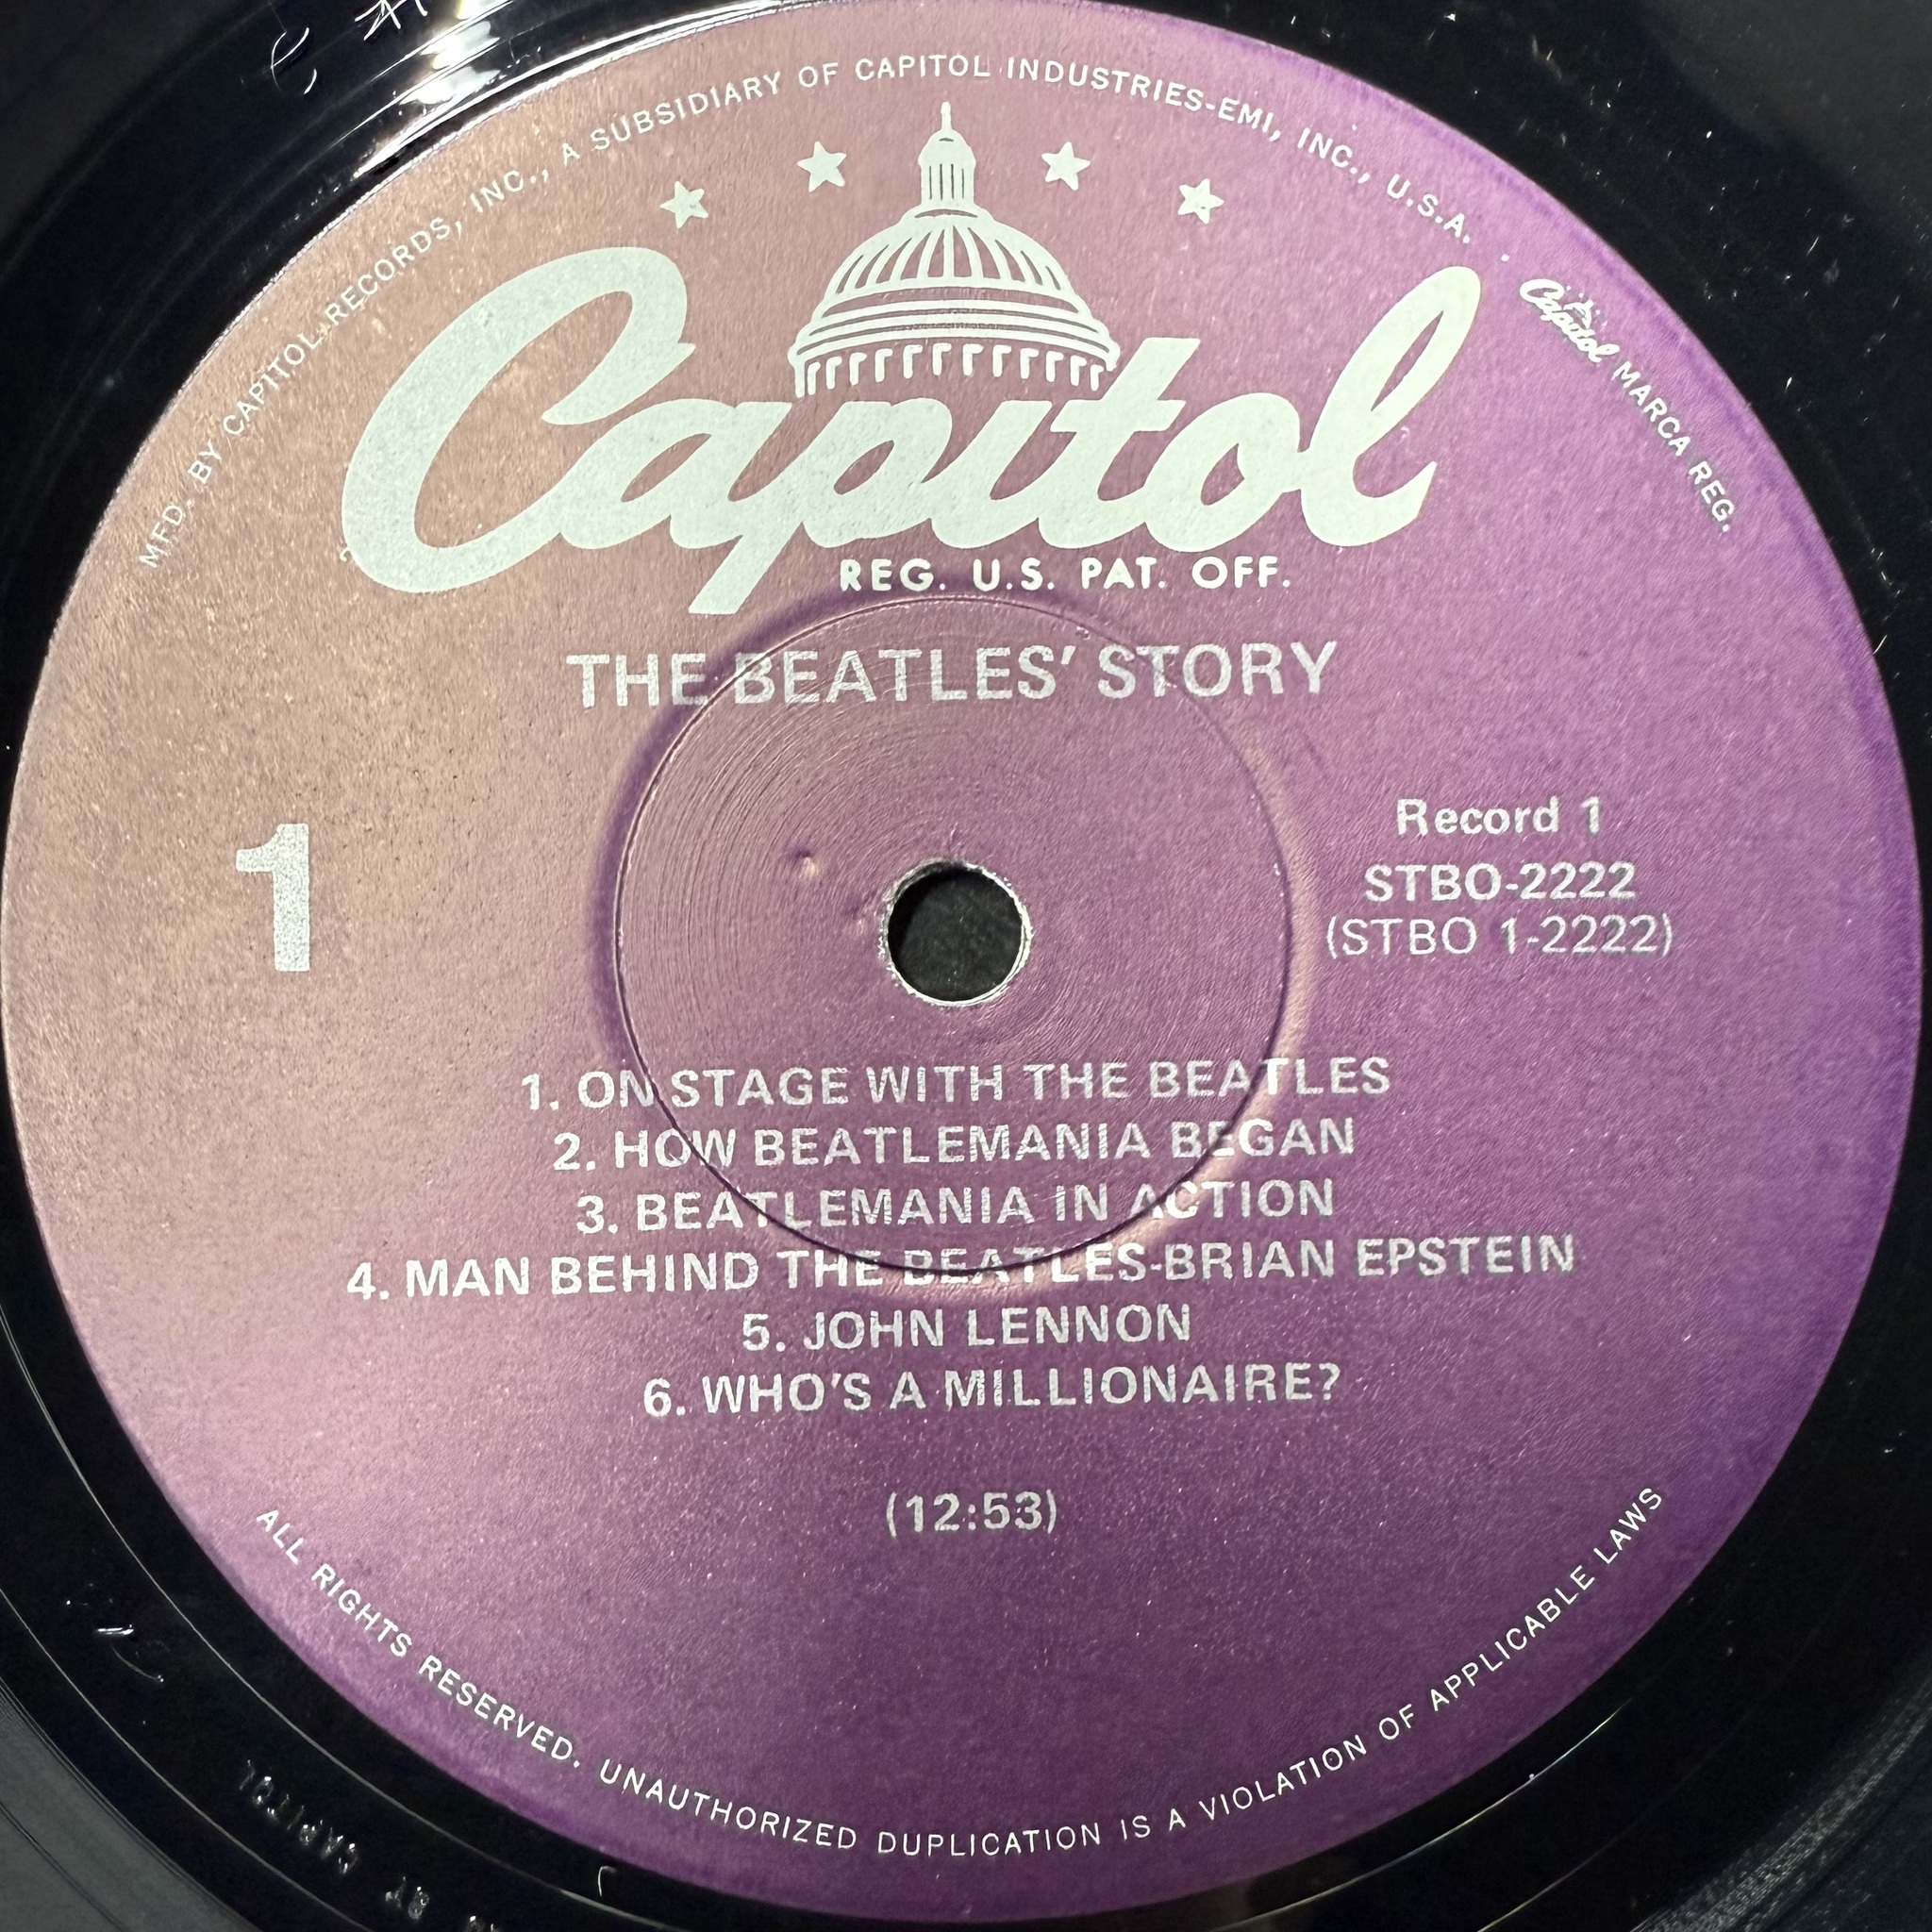 MFD. BY CAPITOL RECORDS, INC., A SUBSIDIARY OF CAPITOL INDUSTRIES-EMI, INC., U.S.A. · Capitol MARCA REG.
Capitol
REG. U.S. PAT. OFF.
THE BEATLES' STORY
1
Record 1
STBO-2222
(STBO 1-2222)
1. ON STAGE WITH THE BEATLES
2. HOW BEATLEMANIA BEGAN
3. BEATLEMANIA IN ACTION
4. MAN BEHIND THE BEATLES-BRIAN EPSTEIN
5. JOHN LENNON
6. WHO'S A MILLIONAIRE?
(12:53)
ALL RIGHTS RESERVED. UNAUTHORIZED DUPLICATION IS A VIOLATION OF APPLICABLE LAWS
BY CAPITOL